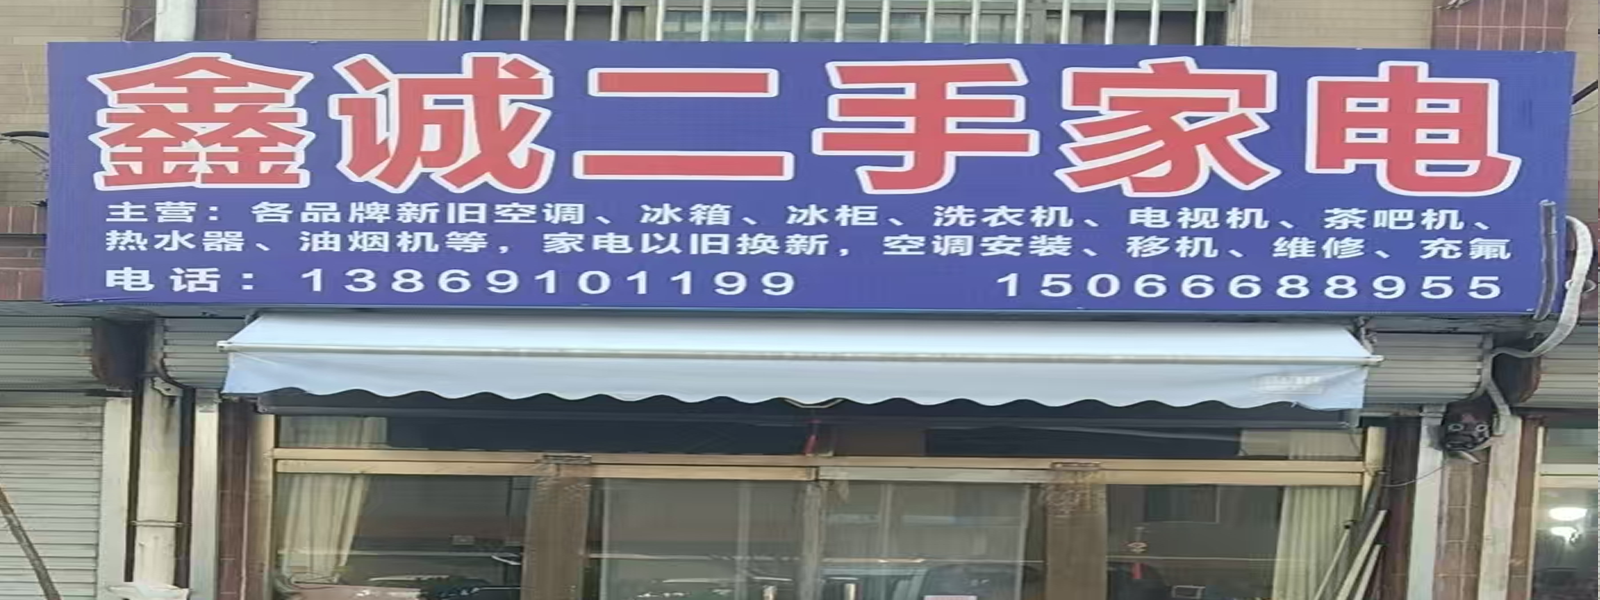 鑫诚二手家电
主营：各品牌新旧空调、冰箱、冰柜、洗衣机、电视机、茶吧机、
热水器、油烟机等，家电以旧换新，空调安装、移机、维修、充氟
电话：13869101199 15066688955